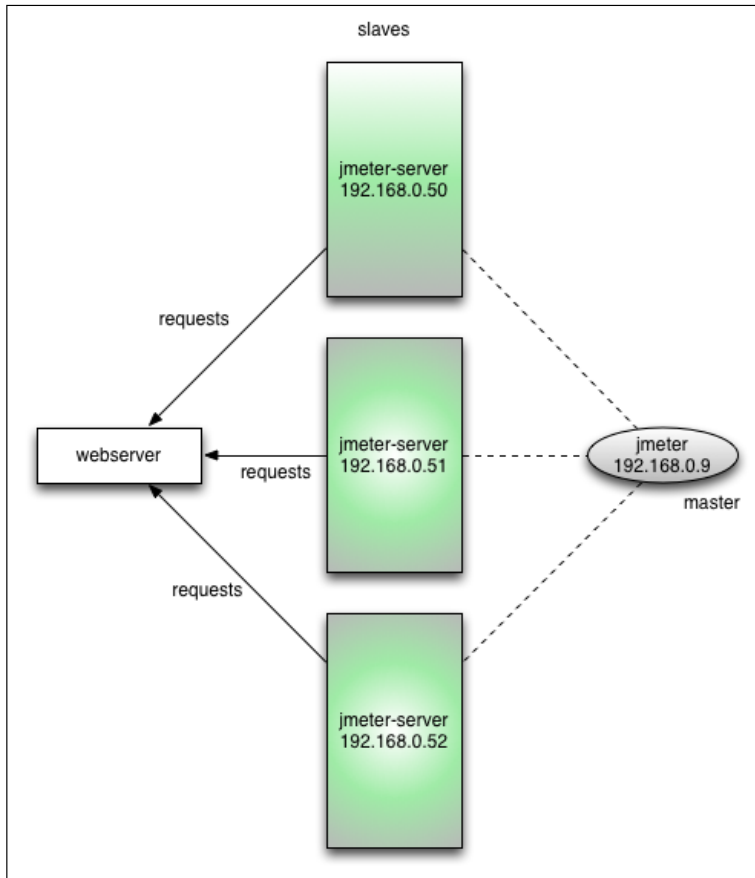 slaves
jmeter-server
192.168.0.50
requests
webserver
requests
jmeter-server
192.168.0.51
jmeter
192.168.0.9
master
requests
jmeter-server
192.168.0.52